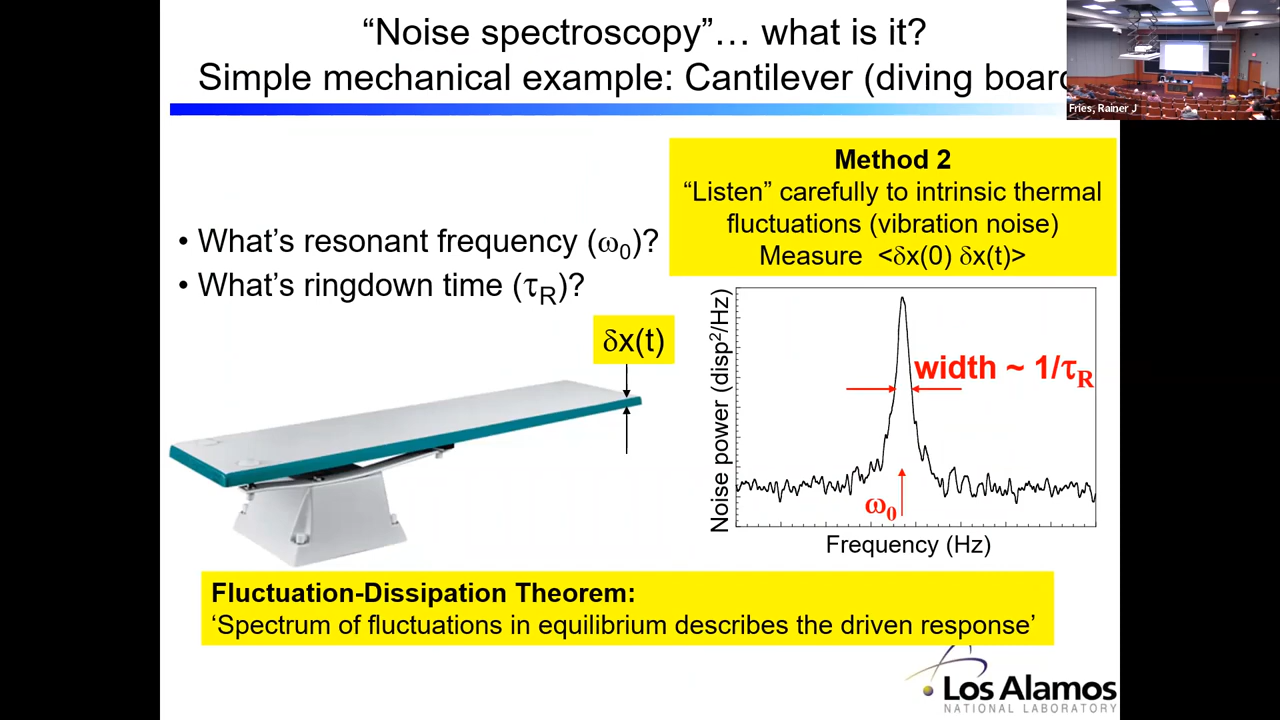 “Noise spectroscopy”… what is it?
Simple mechanical example: Cantilever (diving board
Fries, Rainer J
Method 2
“Listen” carefully to intrinsic thermal
fluctuations (vibration noise)
Measure <δx(0) δx(t)>
• What’s resonant frequency (ω₀)?
• What’s ringdown time (τ_R)?
δx(t)
Noise power (disp²/Hz)
width ~ 1/τ_R
ω₀
Frequency (Hz)
Fluctuation-Dissipation Theorem:
‘Spectrum of fluctuations in equilibrium describes the driven response’
Los Alamos
NATIONAL LABORATORY